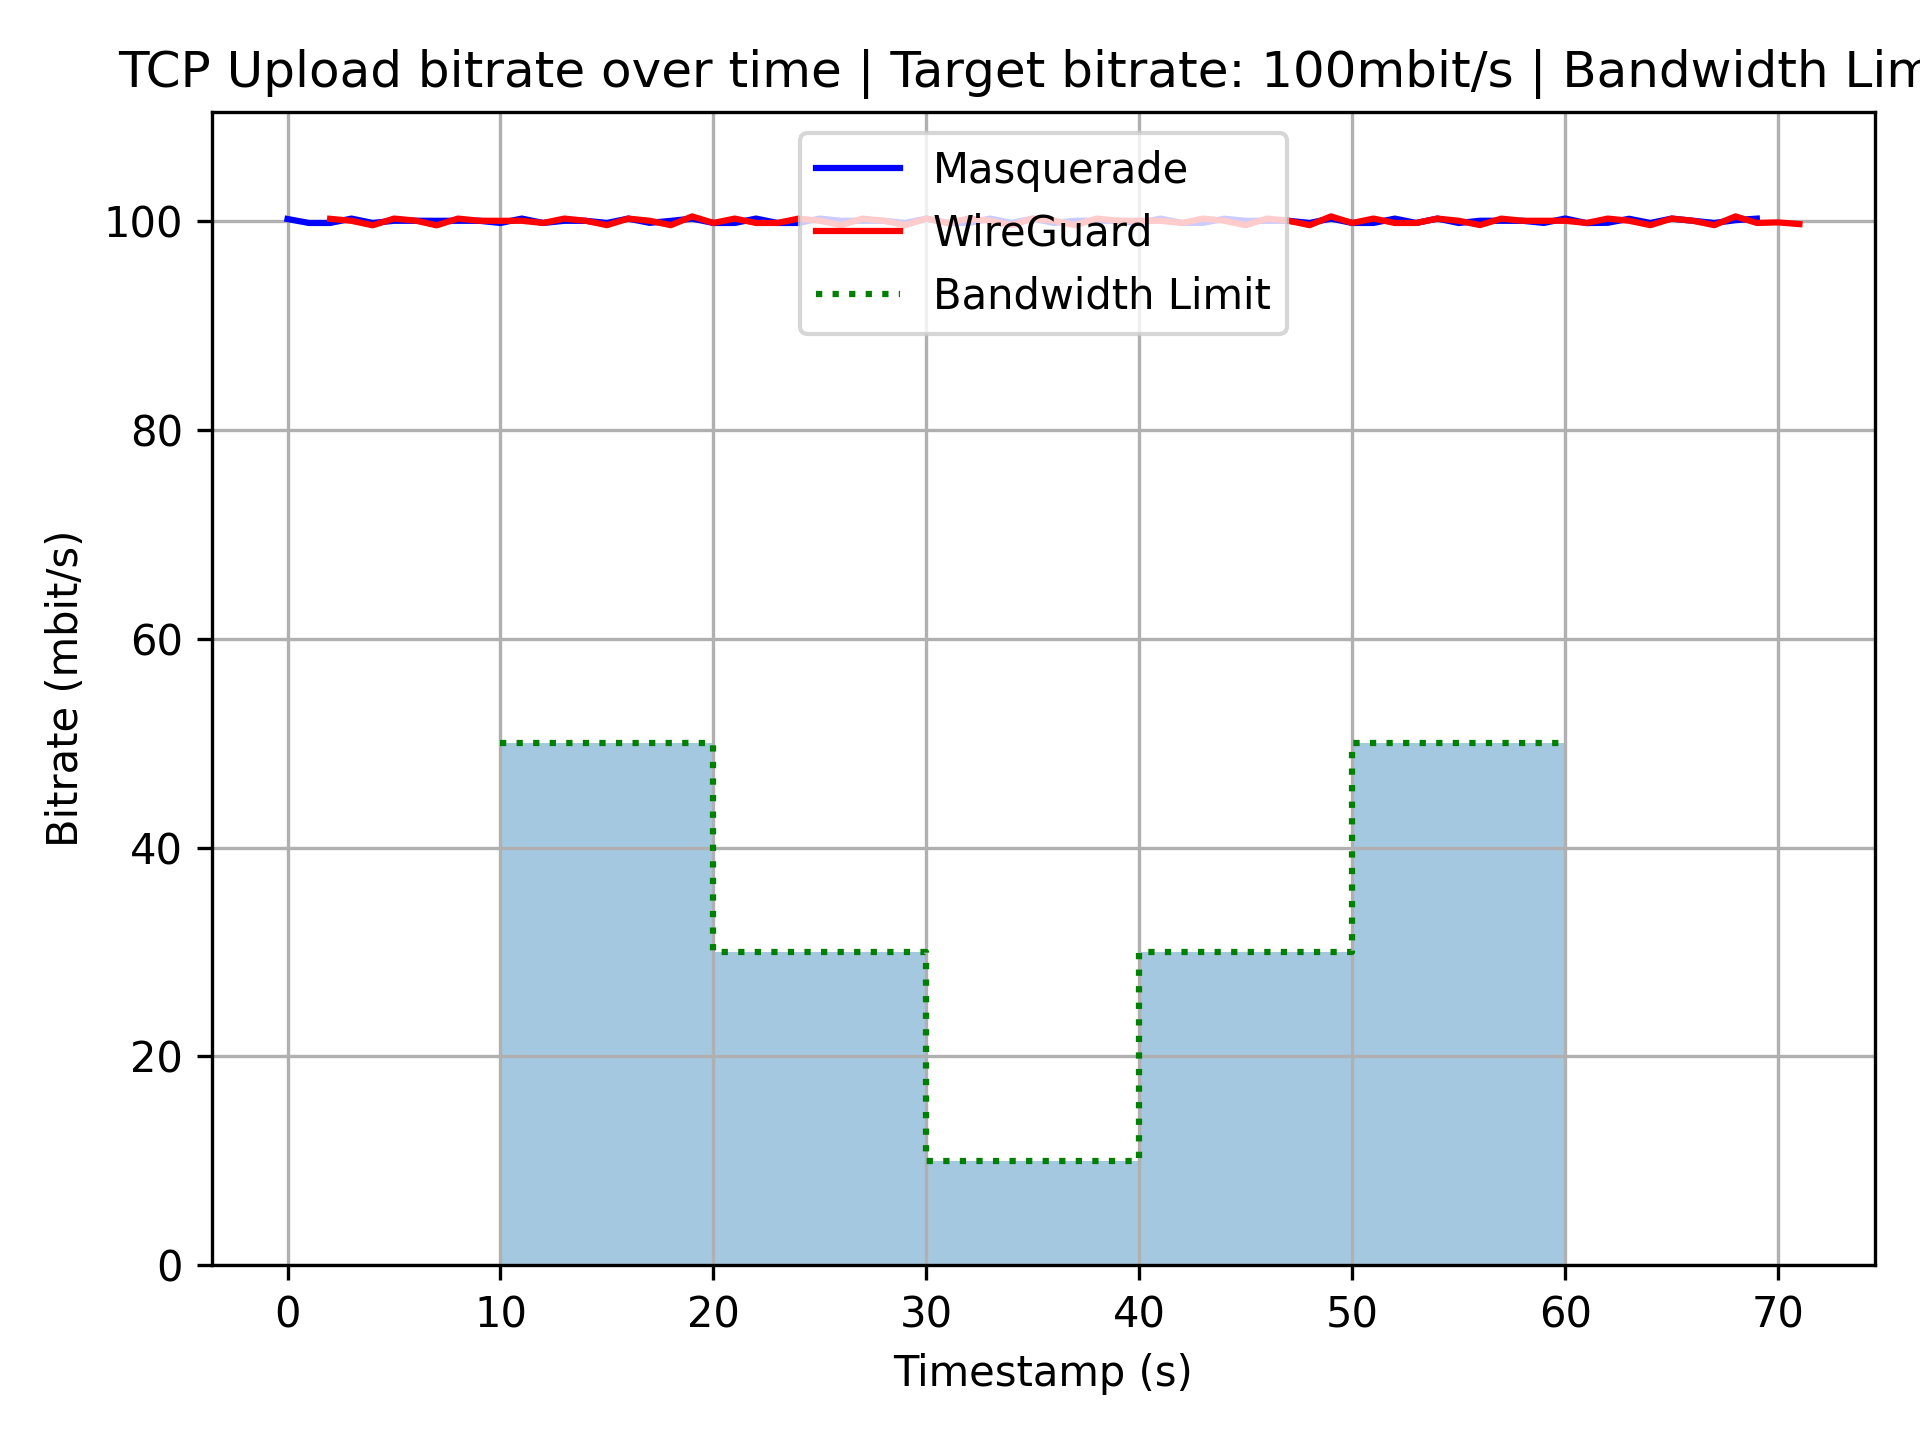 TCP Upload bitrate over time | Target bitrate: 100mbit/s | Bandwidth Lim
Masquerade
WireGuard
Bandwidth Limit
Bitrate (mbit/s)
100
80
60
40
20
0
0 10 20 30 40 50 60 70
Timestamp (s)